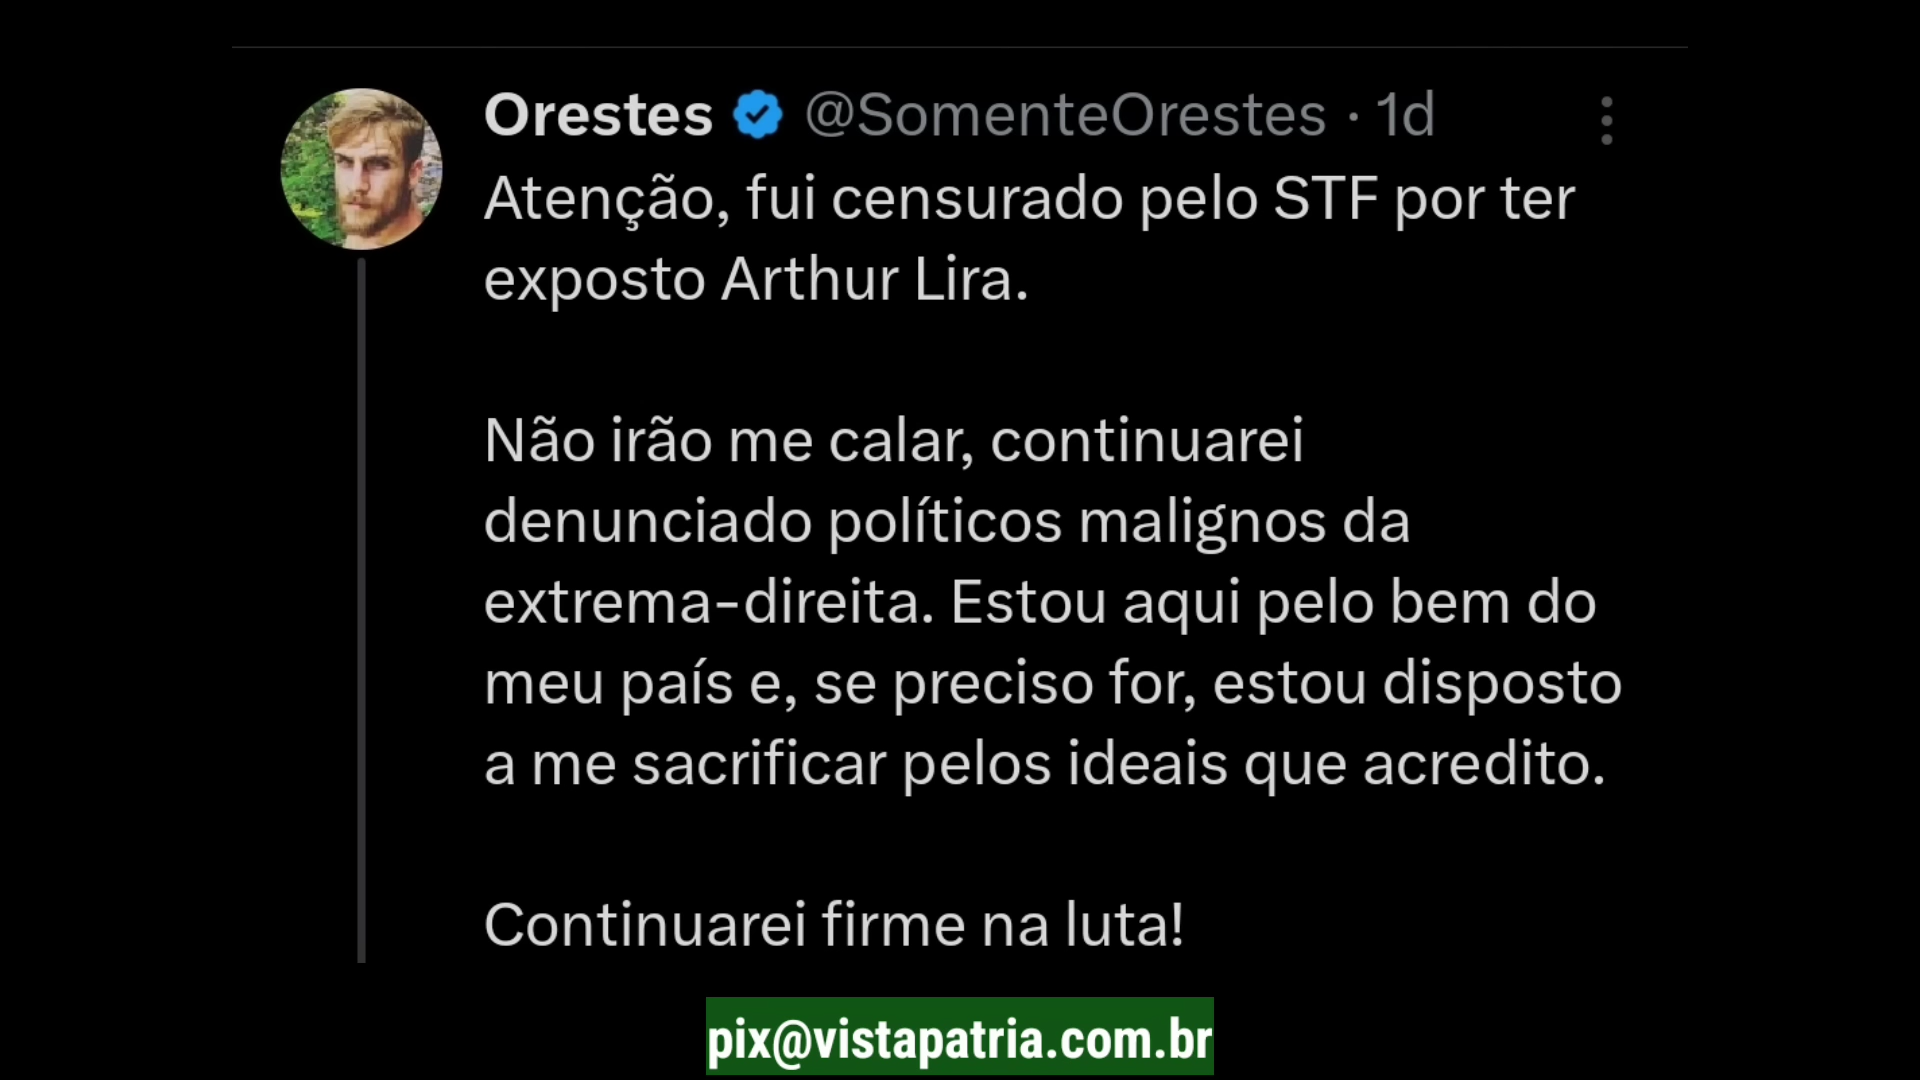 Orestes @SomenteOrestes · 1d
Atenção, fui censurado pelo STF por ter
exposto Arthur Lira.
Não irão me calar, continuarei
denunciado políticos malignos da
extrema-direita. Estou aqui pelo bem do
meu país e, se preciso for, estou disposto
a me sacrificar pelos ideais que acredito.
Continuarei firme na luta!
pix@vistapatria.com.br